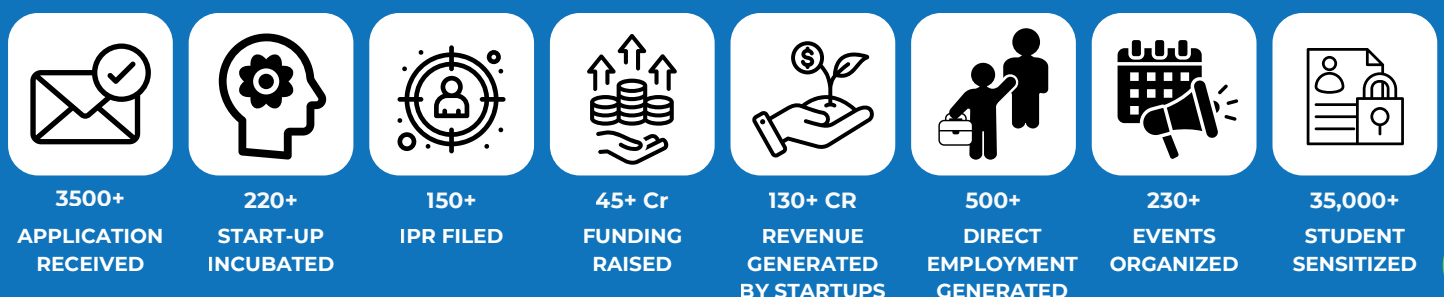 3500+
APPLICATION
RECEIVED
220+
START-UP
INCUBATED
150+
IPR FILED
45+ Cr
FUNDING
RAISED
130+ CR
REVENUE
GENERATED
BY STARTUPS
500+
DIRECT
EMPLOYMENT
GENERATED
230+
EVENTS
ORGANIZED
35,000+
STUDENT
SENSITIZED